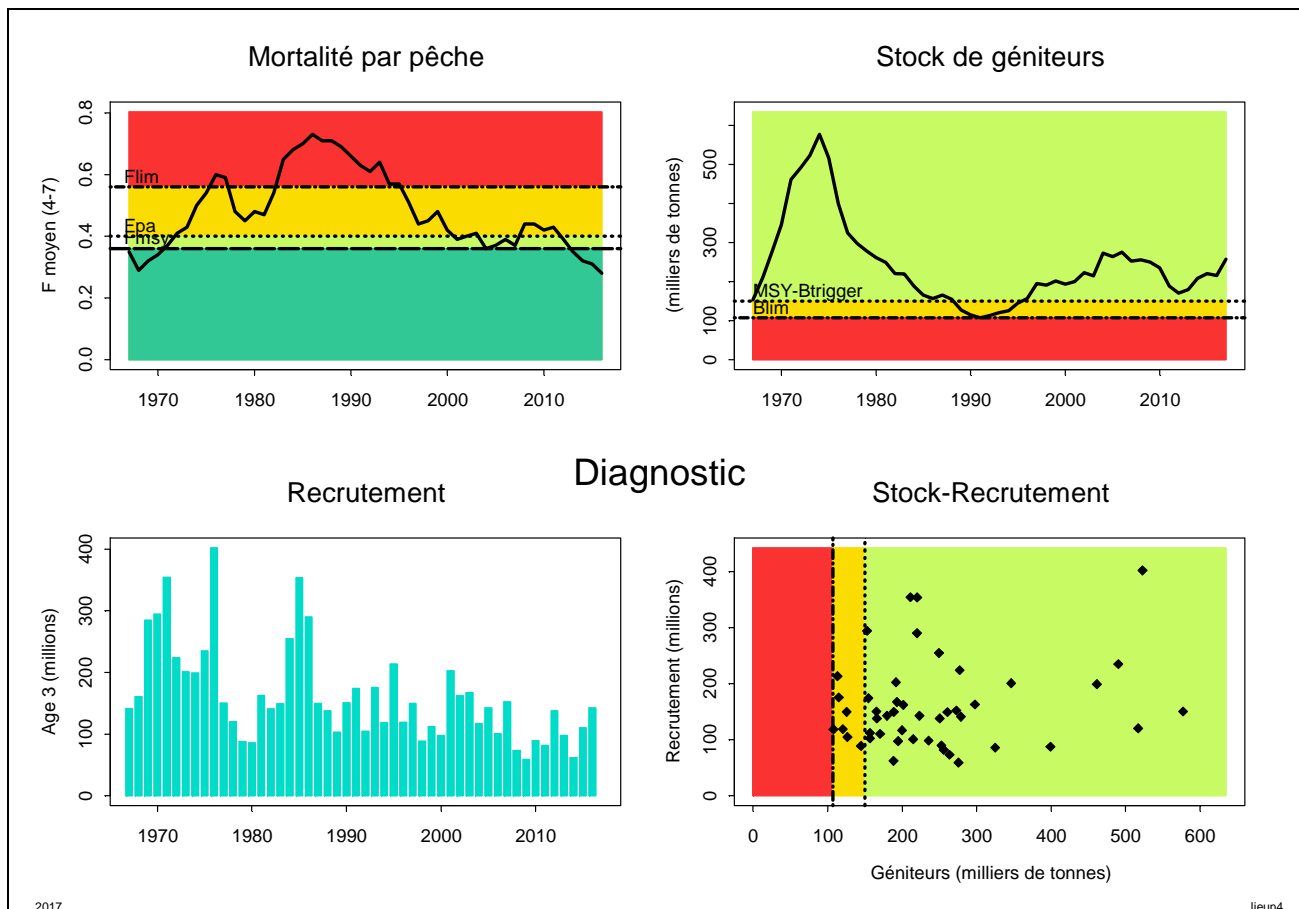 Mortalité par pêche
F moyen (4-7)
0.8
0.6
0.4
0.2
0.0
Flim
Fpa
Fmsy
1970 1980 1990 2000 2010
Stock de géniteurs
(milliers de tonnes)
500
300
100
0
MSY-Btrigger
Blim
1970 1980 1990 2000 2010
Diagnostic
Recrutement
Age 3 (millions)
400
300
200
100
0
1970 1980 1990 2000 2010
Stock-Recrutement
Recrutement (millions)
400
300
200
100
0
0 100 200 300 400 500 600
Géniteurs (milliers de tonnes)
2017
lieun4